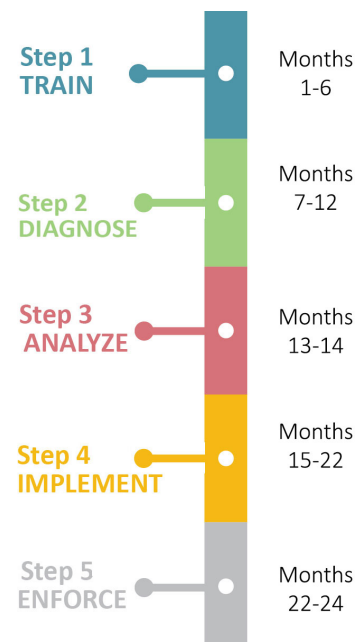 Step 1
TRAIN
Months
1-6
Step 2
DIAGNOSE
Months
7-12
Step 3
ANALYZE
Months
13-14
Step 4
IMPLEMENT
Months
15-22
Step 5
ENFORCE
Months
22-24